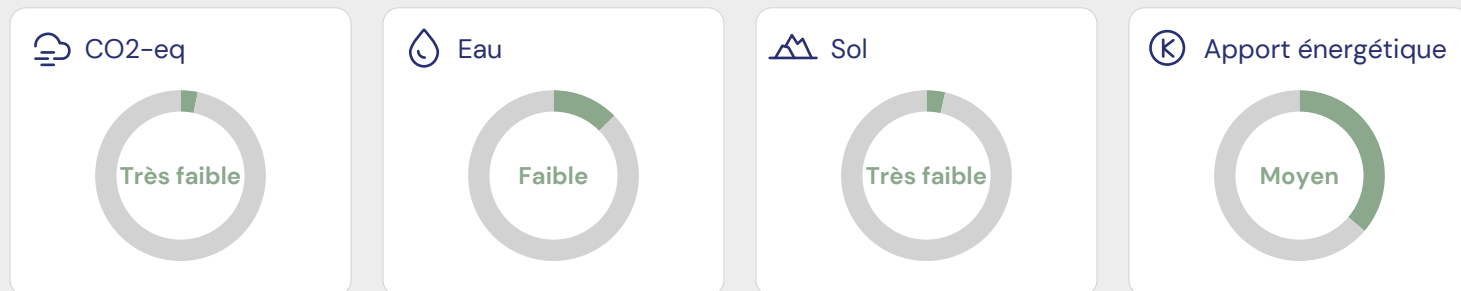 CO2-eq
Très faible
Eau
Faible
Sol
Très faible
Apport énergétique
Moyen